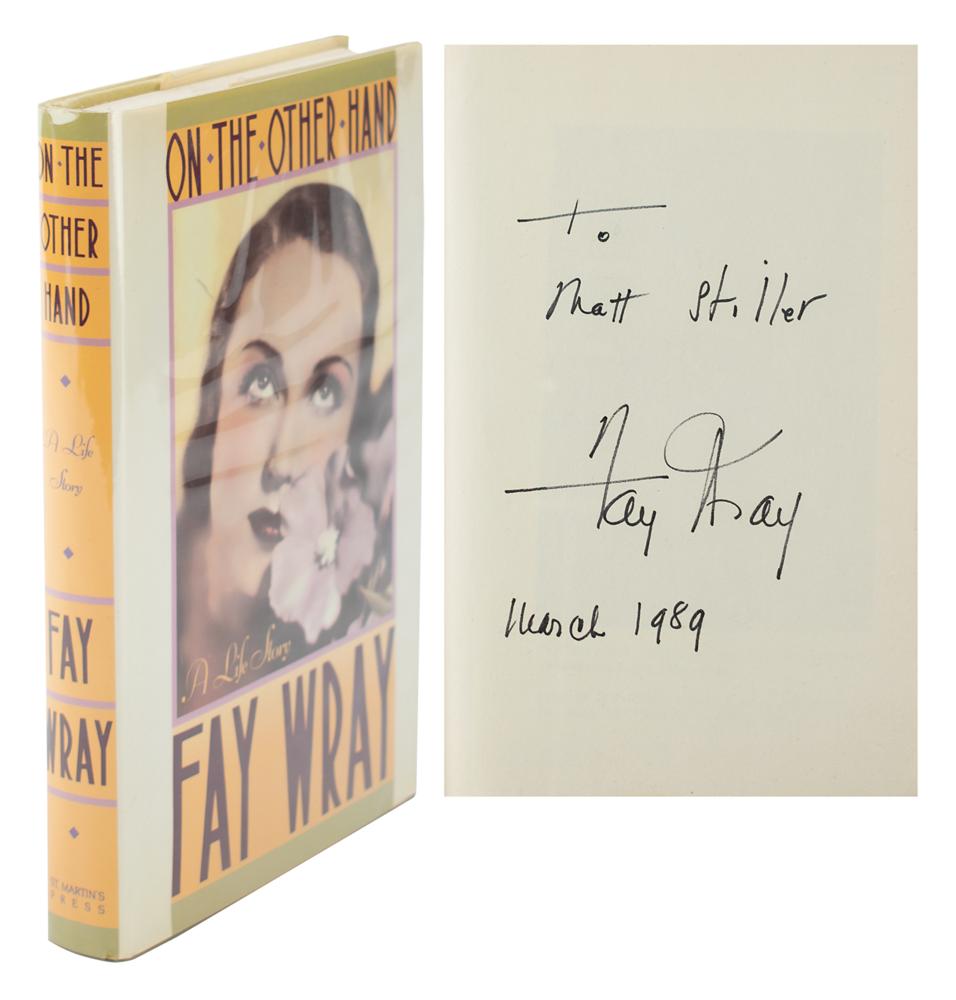 ON·THE
OTHER
HAND
A Life
Story
FAY
WRAY
ST. MARTIN'S
PRESS
ON·THE·OTHER·HAND
A Life Story
FAY WRAY
To
Matt Stiller
Fay Wray
March 1989